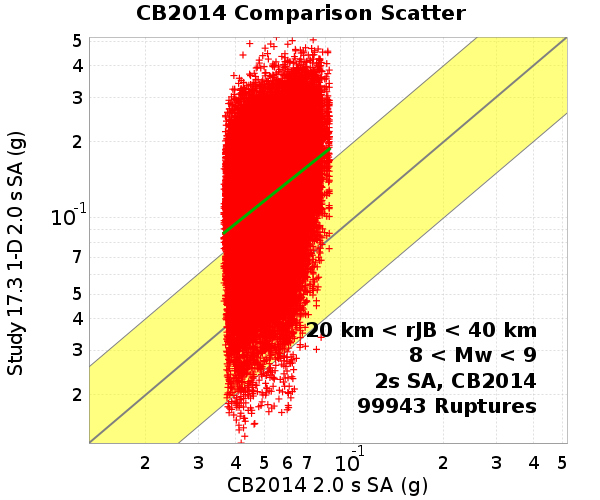 CB2014 Comparison Scatter
5
4
3
2
10-1
7
5
4
3
2
Study 17.3 1-D 2.0 s SA (g)
20 km < rJB < 40 km
8 < Mw < 9
2s SA, CB2014
99943 Ruptures
2 3 4 5 6 7 10-1 2 3 4 5
CB2014 2.0 s SA (g)